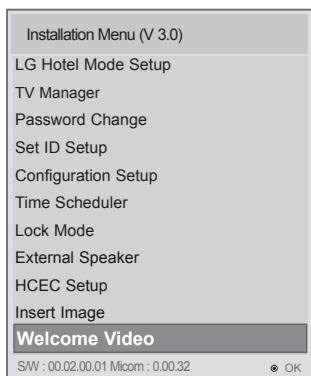 Installation Menu (V 3.0)
LG Hotel Mode Setup
TV Manager
Password Change
Set ID Setup
Configuration Setup
Time Scheduler
Lock Mode
External Speaker
HCEC Setup
Insert Image
Welcome Video
S/W : 00.02.00.01 Micom : 0.00.32 ◉ OK